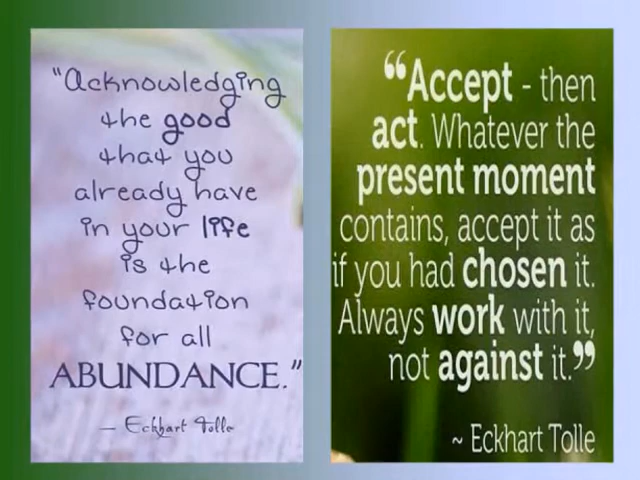 “Acknowledging
the good
that you
already have
in your life
is the
foundation
for all
ABUNDANCE.”
— Eckhart Tolle
“Accept - then
act. Whatever the
present moment
contains, accept it as
if you had chosen it.
Always work with it,
not against it.”
~ Eckhart Tolle